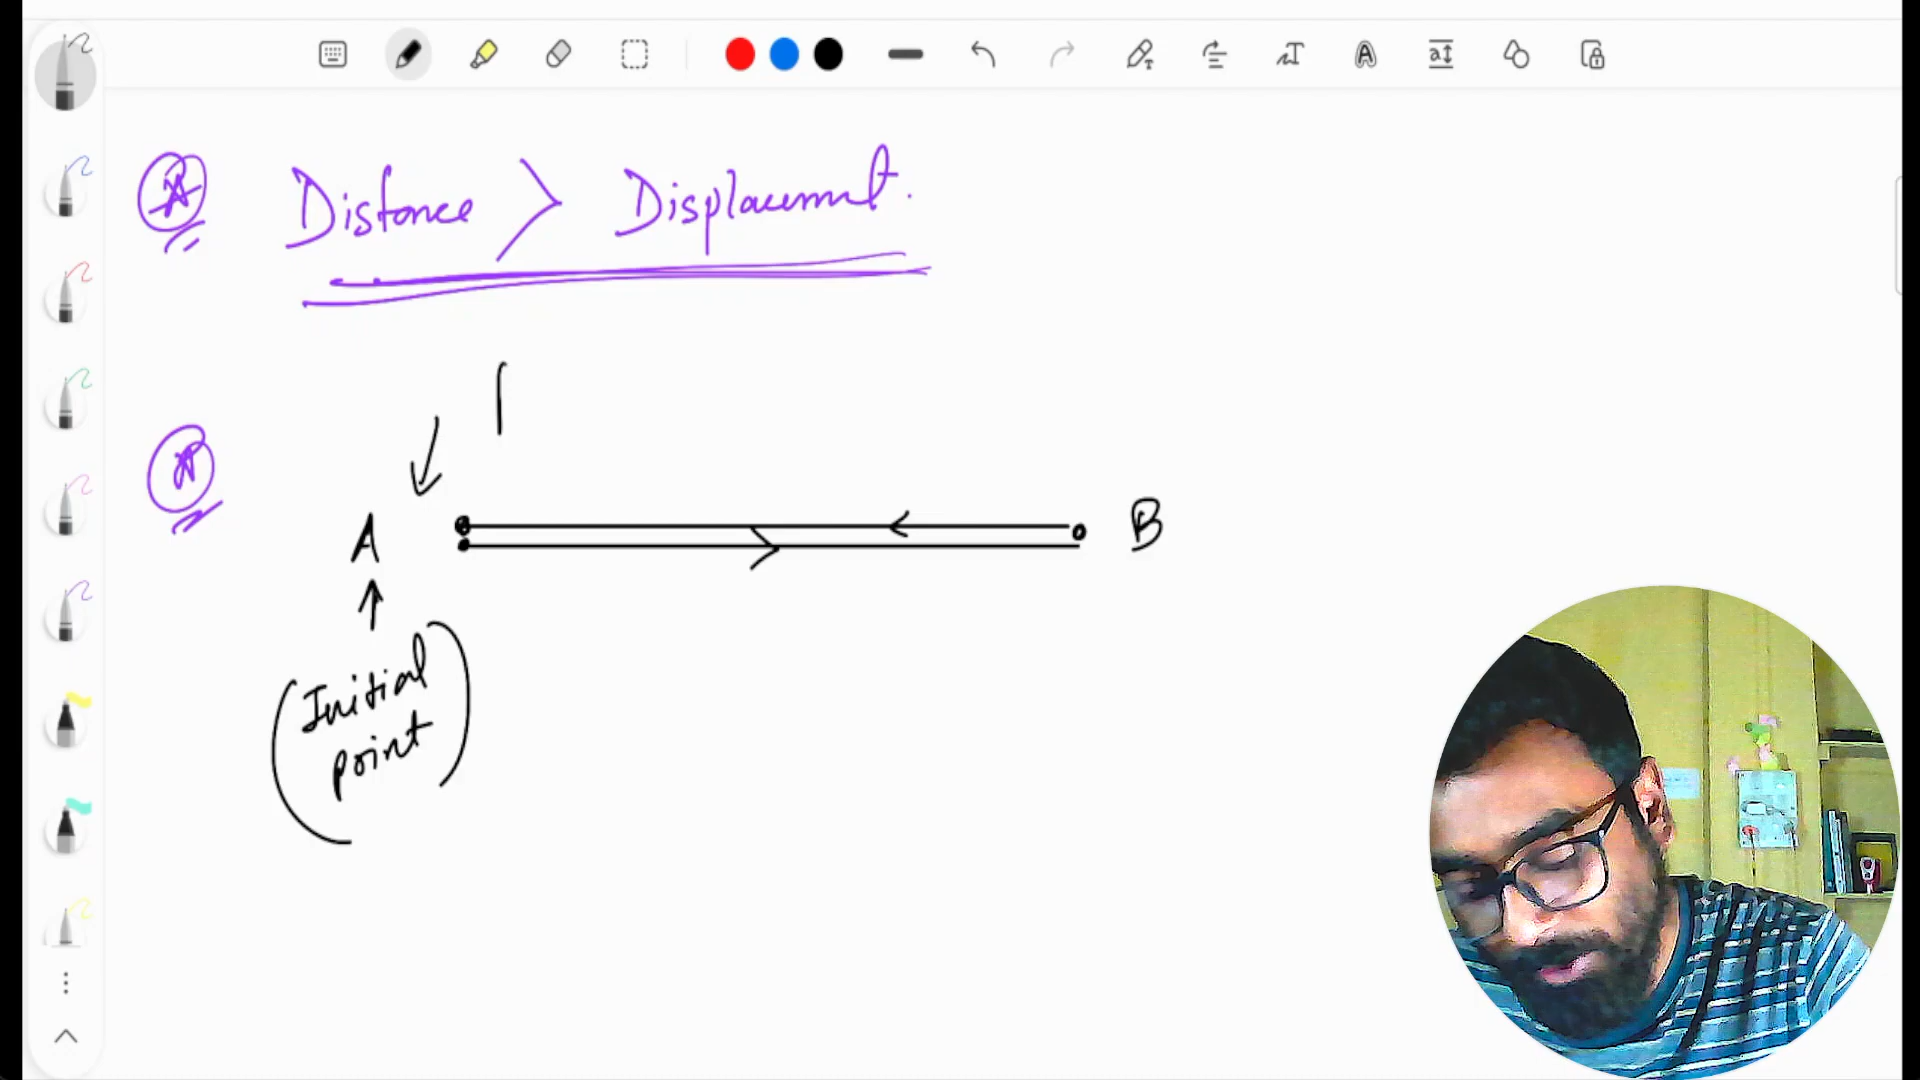 Distance > Displacement.
A B
(Initial
point)